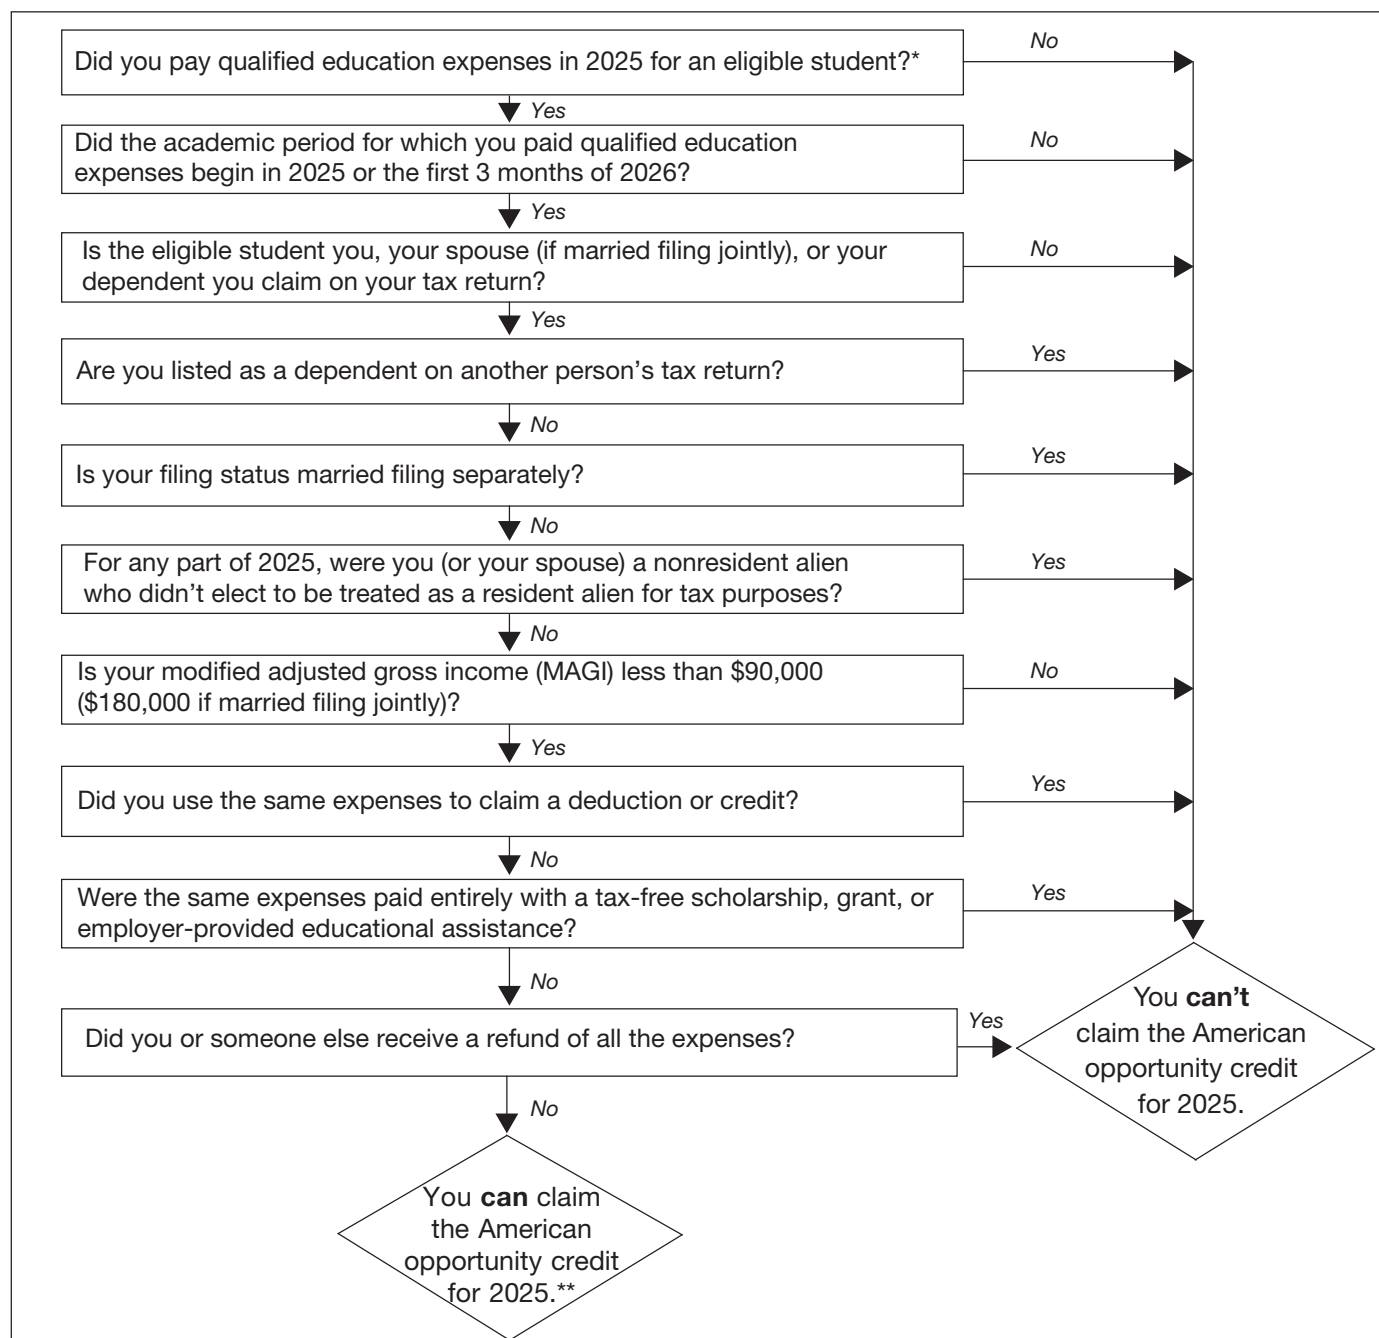 Did you pay qualified education expenses in 2025 for an eligible student?*
No
Yes
Did the academic period for which you paid qualified education
expenses begin in 2025 or the first 3 months of 2026?
No
Yes
Is the eligible student you, your spouse (if married filing jointly), or your
dependent you claim on your tax return?
No
Yes
Are you listed as a dependent on another person’s tax return?
Yes
No
Is your filing status married filing separately?
Yes
No
For any part of 2025, were you (or your spouse) a nonresident alien
who didn’t elect to be treated as a resident alien for tax purposes?
Yes
No
Is your modified adjusted gross income (MAGI) less than $90,000
($180,000 if married filing jointly)?
No
Yes
Did you use the same expenses to claim a deduction or credit?
Yes
No
Were the same expenses paid entirely with a tax-free scholarship, grant, or
employer-provided educational assistance?
Yes
No
Did you or someone else receive a refund of all the expenses?
Yes
You can’t
claim the American
opportunity credit
for 2025.
No
You can claim
the American
opportunity credit
for 2025.**